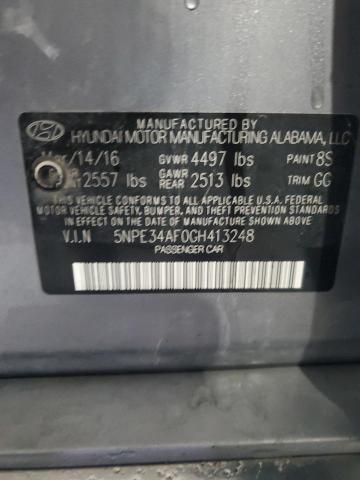 MANUFACTURED BY
HYUNDAI MOTOR MANUFACTURING ALABAMA, LLC
Mar/14/16 GVWR 4497 lbs PAINT 8S
2557 lbs GAWR REAR 2513 lbs TRIM GG
THIS VEHICLE CONFORMS TO ALL APPLICABLE U.S.A. FEDERAL
MOTOR VEHICLE SAFETY, BUMPER, AND THEFT PREVENTION
STANDARDS IN EFFECT ON THE DATE OF MANUFACTURE SHOWN ABOVE.
V.I.N 5NPE34AF0GH413248
PASSENGER CAR